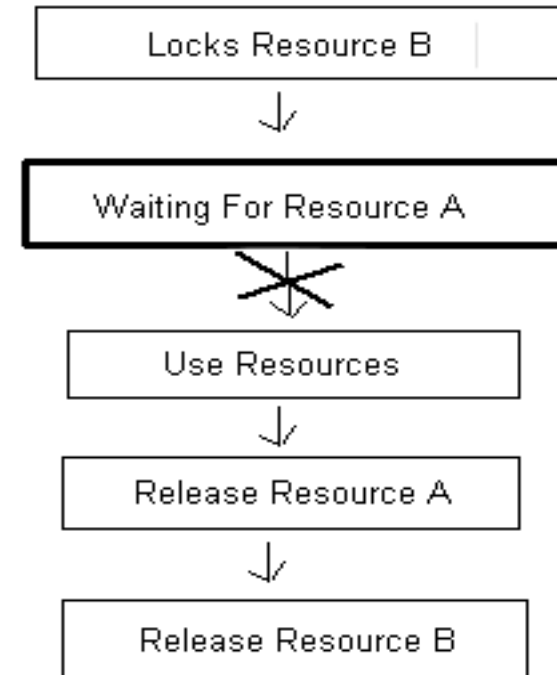 Locks Resource B
Waiting For Resource A
Use Resources
Release Resource A
Release Resource B